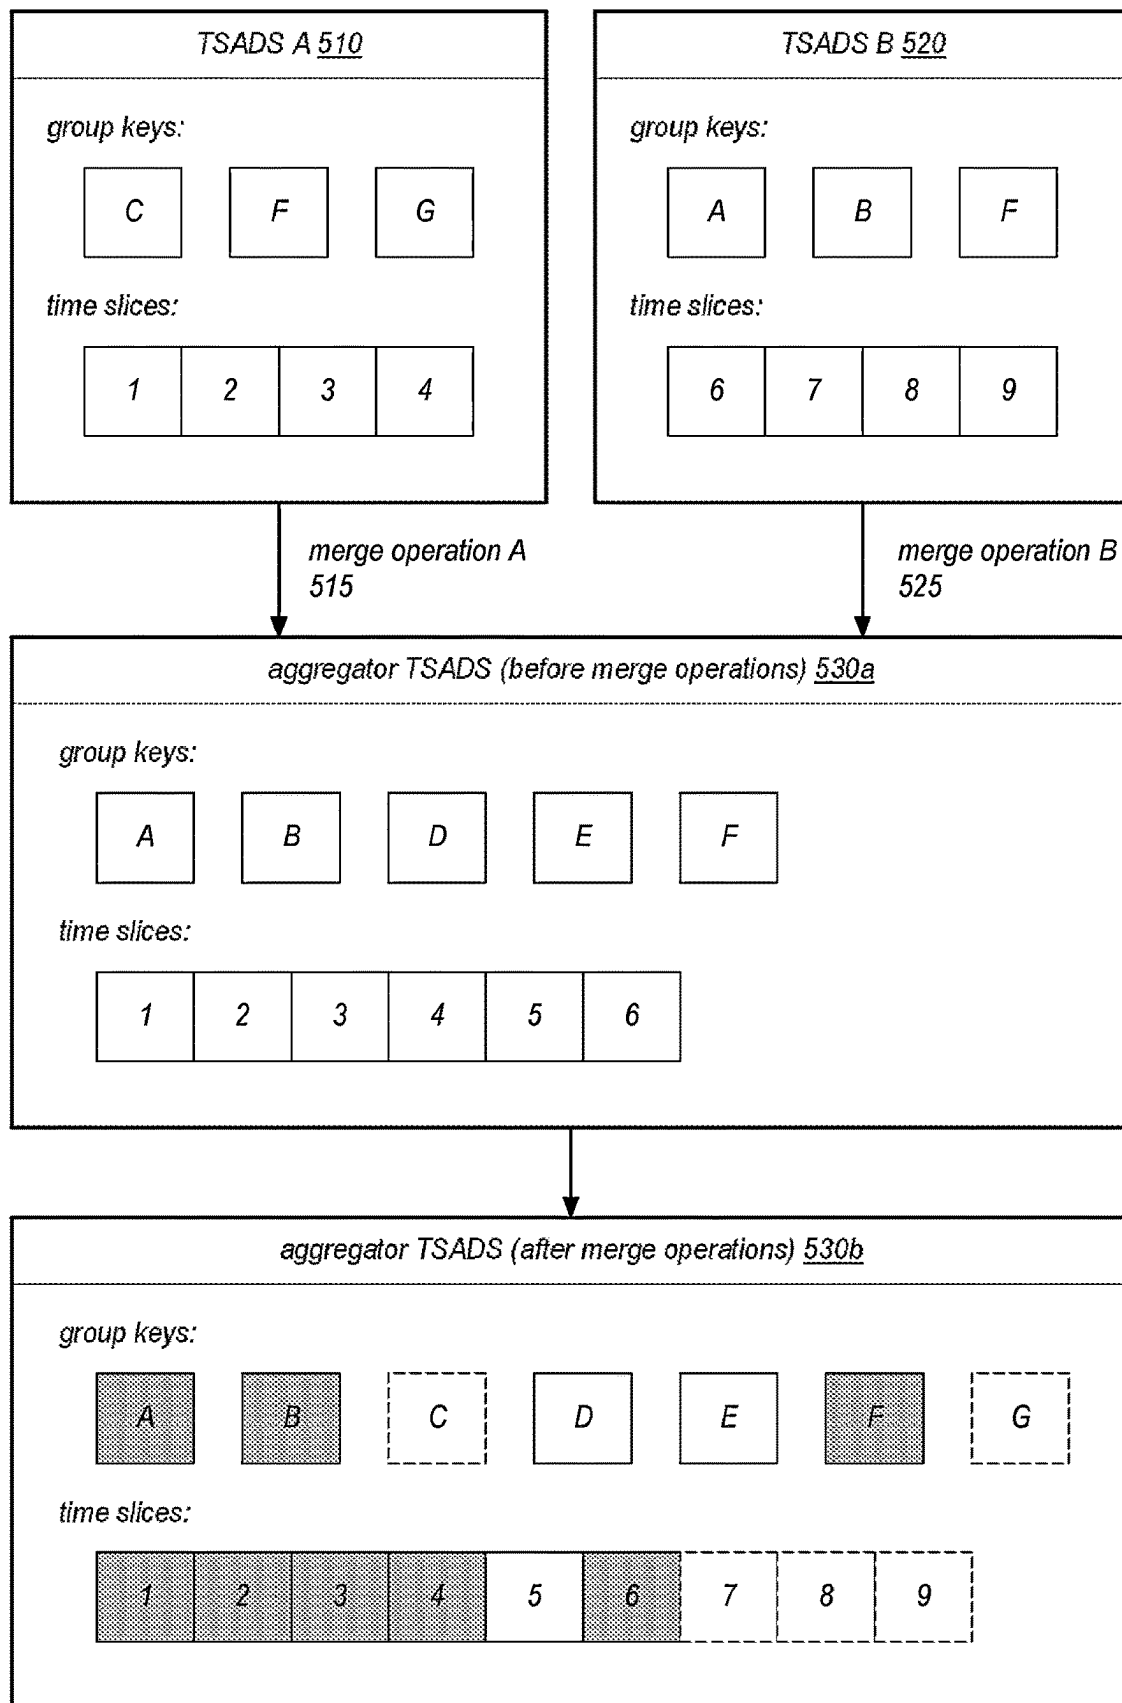 TSADS A 510
group keys:
C F G
time slices:
1 2 3 4
TSADS B 520
group keys:
A B F
time slices:
6 7 8 9
merge operation A
515
merge operation B
525
aggregator TSADS (before merge operations) 530a
group keys:
A B D E F
time slices:
1 2 3 4 5 6
aggregator TSADS (after merge operations) 530b
group keys:
A B C D E F G
time slices:
1 2 3 4 5 6 7 8 9